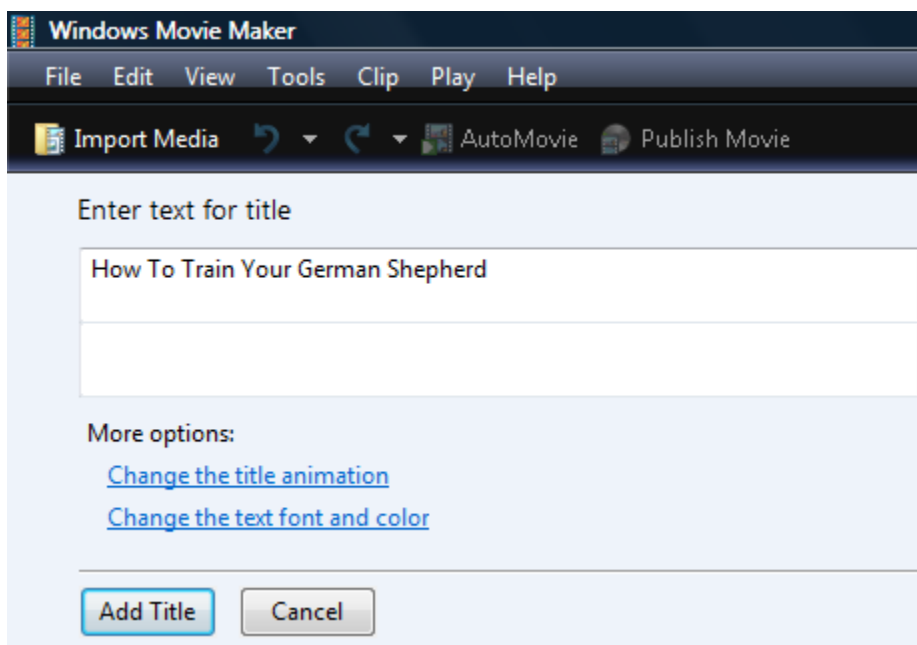 Windows Movie Maker
File Edit View Tools Clip Play Help
Import Media AutoMovie Publish Movie
Enter text for title
How To Train Your German Shepherd
More options:
Change the title animation
Change the text font and color
Add Title Cancel